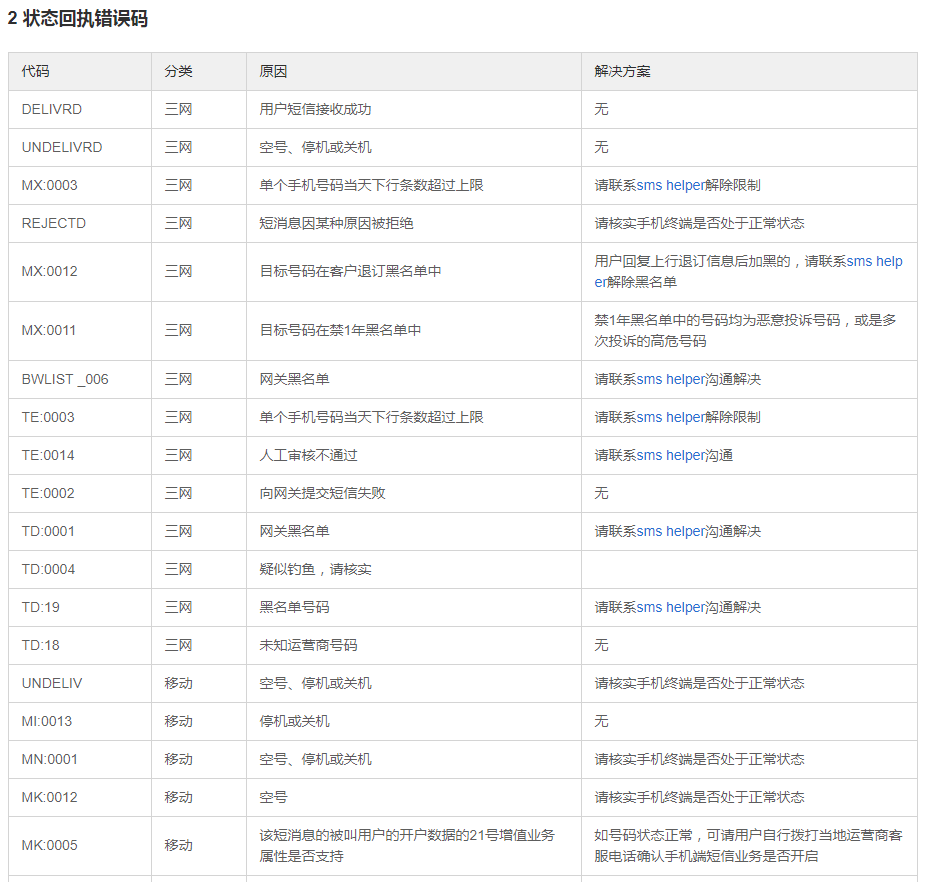 2 状态回执错误码
代码 分类 原因 解决方案
DELIVRD 三网 用户短信接收成功 无
UNDELIVRD 三网 空号、停机或关机 无
MX:0003 三网 单个手机号码当天下行条数超过上限 请联系sms helper解除限制
REJECTD 三网 短消息因某种原因被拒绝 请核实手机终端是否处于正常状态
MX:0012 三网 目标号码在客户退订黑名单中 用户回复上行退订信息后加黑的，请联系sms help
er解除黑名单
MX:0011 三网 目标号码在禁1年黑名单中 禁1年黑名单中的号码均为恶意投诉号码，或是多
次投诉的高危号码
BWLIST _006 三网 网关黑名单 请联系sms helper沟通解决
TE:0003 三网 单个手机号码当天下行条数超过上限 请联系sms helper解除限制
TE:0014 三网 人工审核不通过 请联系sms helper沟通
TE:0002 三网 向网关提交短信失败 无
TD:0001 三网 网关黑名单 请联系sms helper沟通解决
TD:0004 三网 疑似钓鱼，请核实
TD:19 三网 黑名单号码 请联系sms helper沟通解决
TD:18 三网 未知运营商号码 无
UNDELIV 移动 空号、停机或关机 请核实手机终端是否处于正常状态
MI:0013 移动 停机或关机 无
MN:0001 移动 空号、停机或关机 请核实手机终端是否处于正常状态
MK:0012 移动 空号 请核实手机终端是否处于正常状态
MK:0005 移动 该短消息的被叫用户的开户数据的21号增值业务 如号码状态正常，可请用户自行拨打当地运营商客
属性是否支持 服电话确认手机端短信业务是否开启